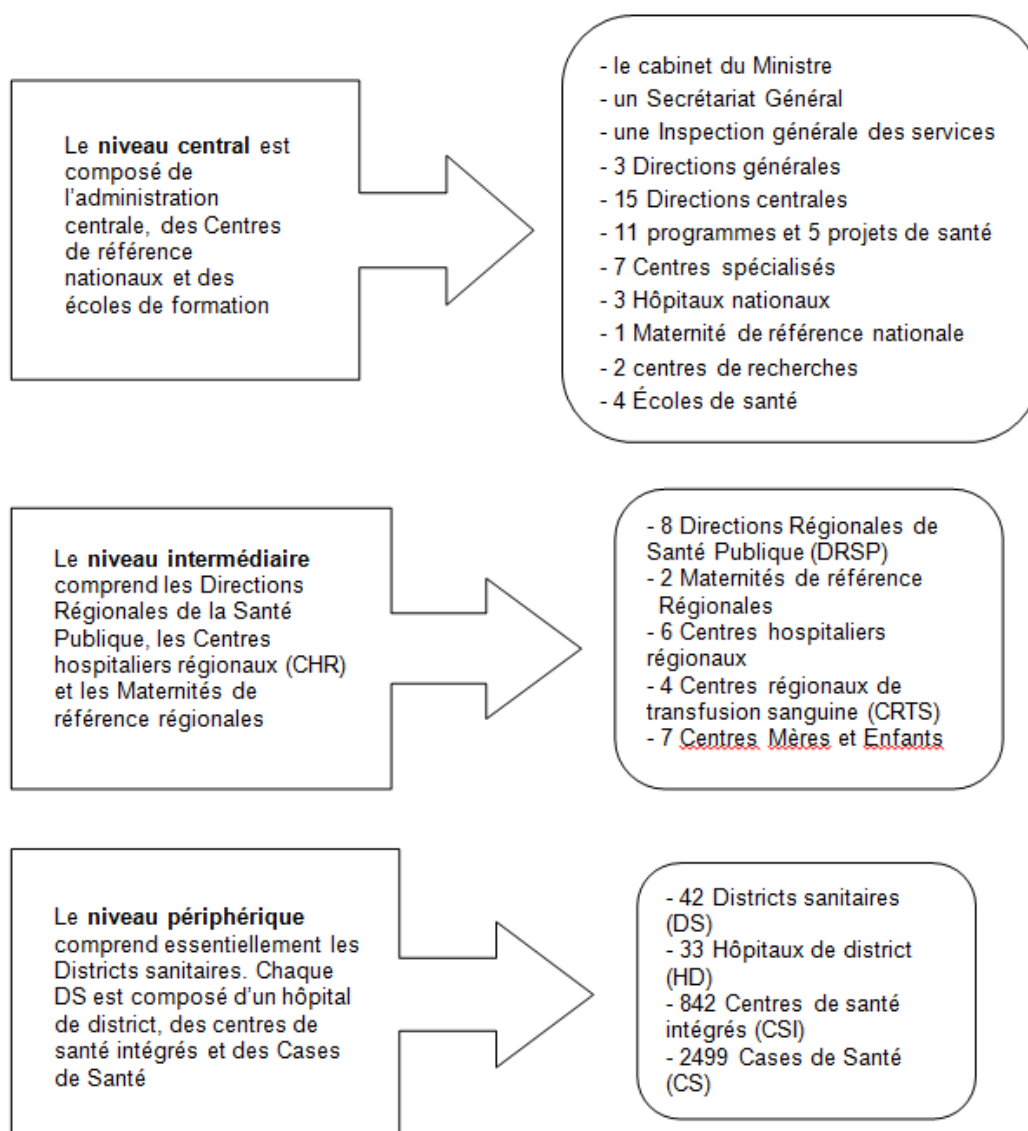 Le niveau central est
composé de
l’administration
centrale, des Centres
de référence
nationaux et des
écoles de formation
- le cabinet du Ministre
- un Secrétariat Général
- une Inspection générale des services
- 3 Directions générales
- 15 Directions centrales
- 11 programmes et 5 projets de santé
- 7 Centres spécialisés
- 3 Hôpitaux nationaux
- 1 Maternité de référence nationale
- 2 centres de recherches
- 4 Écoles de santé
Le niveau intermédiaire
comprend les Directions
Régionales de la Santé
Publique, les Centres
hospitaliers régionaux (CHR)
et les Maternités de
référence régionales
- 8 Directions Régionales de
Santé Publique (DRSP)
- 2 Maternités de référence
Régionales
- 6 Centres hospitaliers
régionaux
- 4 Centres régionaux de
transfusion sanguine (CRTS)
- 7 Centres Mères et Enfants
Le niveau périphérique
comprend essentiellement les
Districts sanitaires. Chaque
DS est composé d’un hôpital
de district, des centres de
santé intégrés et des Cases
de Santé
- 42 Districts sanitaires
(DS)
- 33 Hôpitaux de district
(HD)
- 842 Centres de santé
intégrés (CSI)
- 2499 Cases de Santé
(CS)